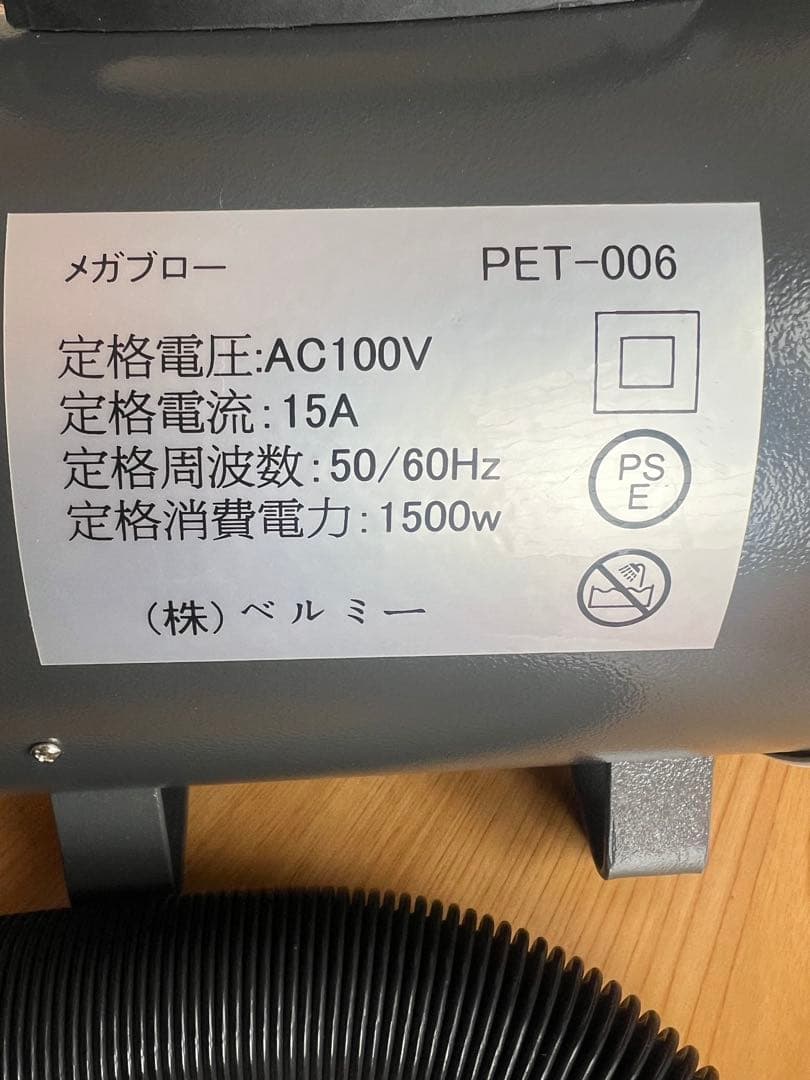 メガブロー PET-006
定格電圧:AC100V
定格電流:15A
定格周波数:50/60Hz
定格消費電力:1500w
PS
E
(株)ベルミー